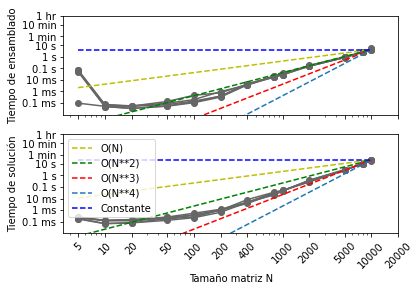 Tiempo de ensamblado
1 hr
10 min
1 min
10 s
1 s
0.1 s
10 ms
1 ms
0.1 ms
Tiempo de solución
1 hr
10 min
1 min
10 s
1 s
0.1 s
10 ms
1 ms
0.1 ms
O(N)
O(N**2)
O(N**3)
O(N**4)
Constante
5
10
20
50
100
200
400
1000
2000
5000
10000
20000
Tamaño matriz N